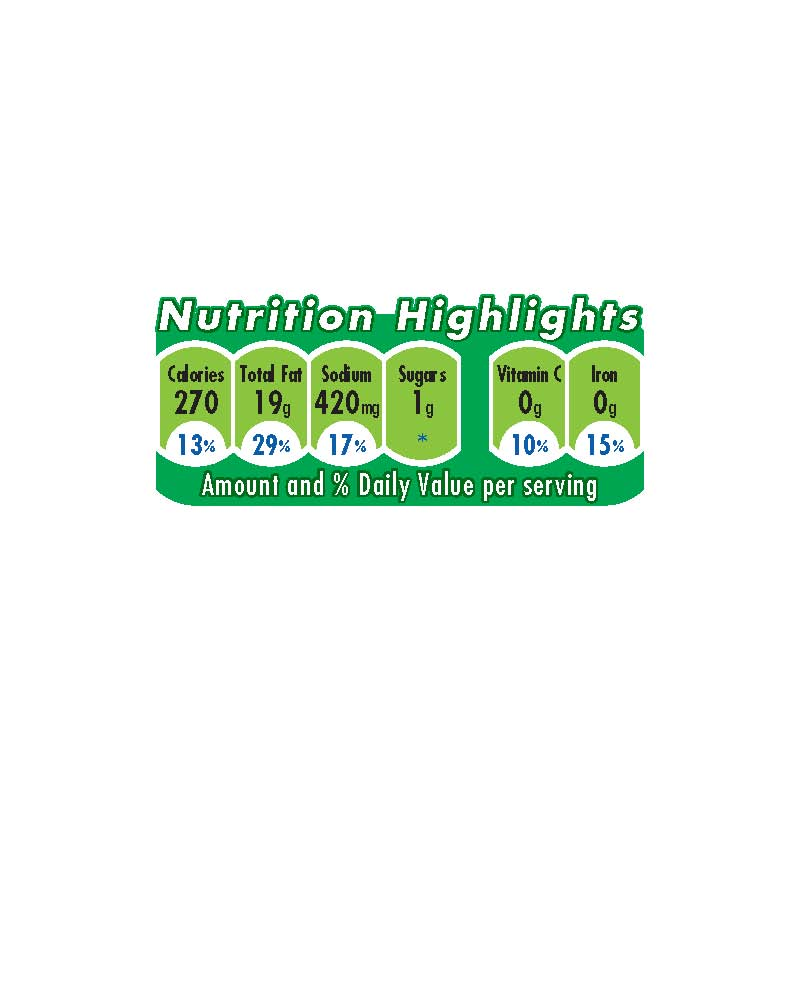 Nutrition Highlights
Calories Total Fat Sodium Sugars Vitamin C Iron
270 19g 420mg 1g 0g 0g
13% 29% 17% * 10% 15%
Amount and % Daily Value per serving